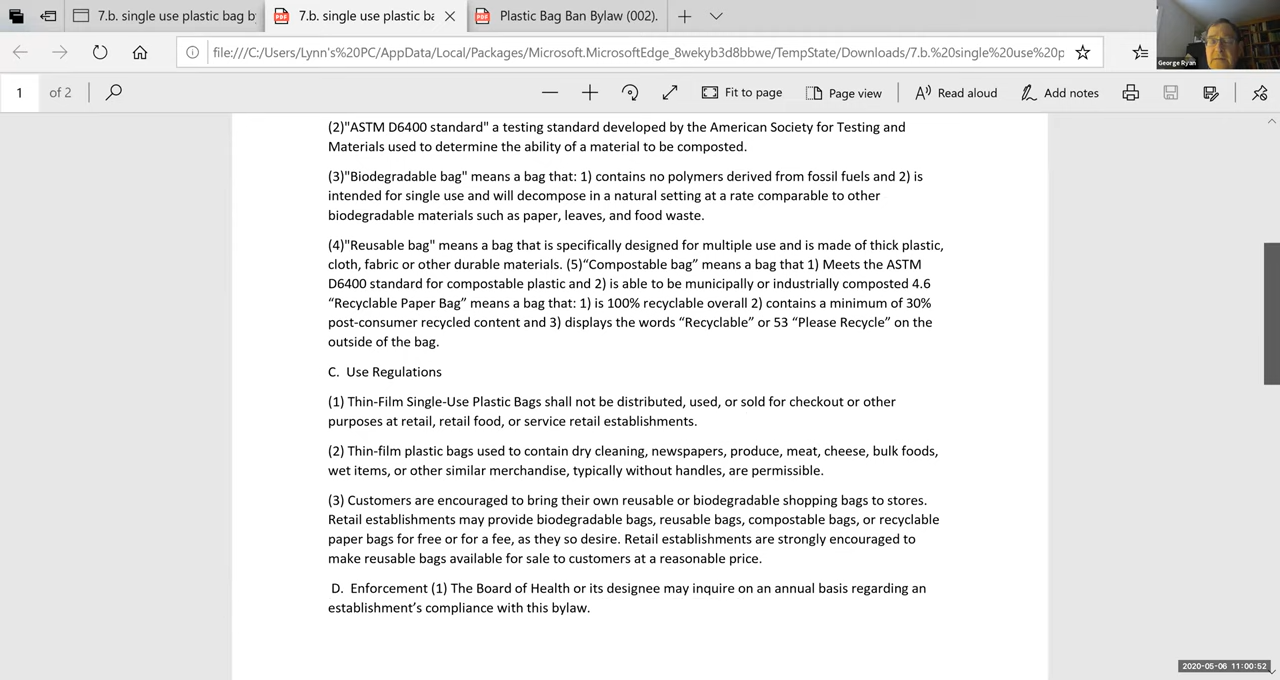 7.b. single use plastic bag b
7.b. single use plastic ba
Plastic Bag Ban Bylaw (002).
file:///C:/Users/Lynn's%20PC/AppData/Local/Packages/Microsoft.MicrosoftEdge_8wekyb3d8bbwe/TempState/Downloads/7.b.%20single%20use%20p
George Ryan
1 of 2
Fit to page
Page view
Read aloud
Add notes
(2)"ASTM D6400 standard" a testing standard developed by the American Society for Testing and
Materials used to determine the ability of a material to be composted.
(3)"Biodegradable bag" means a bag that: 1) contains no polymers derived from fossil fuels and 2) is
intended for single use and will decompose in a natural setting at a rate comparable to other
biodegradable materials such as paper, leaves, and food waste.
(4)"Reusable bag" means a bag that is specifically designed for multiple use and is made of thick plastic,
cloth, fabric or other durable materials. (5)“Compostable bag” means a bag that 1) Meets the ASTM
D6400 standard for compostable plastic and 2) is able to be municipally or industrially composted 4.6
“Recyclable Paper Bag” means a bag that: 1) is 100% recyclable overall 2) contains a minimum of 30%
post-consumer recycled content and 3) displays the words “Recyclable” or 53 “Please Recycle” on the
outside of the bag.
C. Use Regulations
(1) Thin-Film Single-Use Plastic Bags shall not be distributed, used, or sold for checkout or other
purposes at retail, retail food, or service retail establishments.
(2) Thin-film plastic bags used to contain dry cleaning, newspapers, produce, meat, cheese, bulk foods,
wet items, or other similar merchandise, typically without handles, are permissible.
(3) Customers are encouraged to bring their own reusable or biodegradable shopping bags to stores.
Retail establishments may provide biodegradable bags, reusable bags, compostable bags, or recyclable
paper bags for free or for a fee, as they so desire. Retail establishments are strongly encouraged to
make reusable bags available for sale to customers at a reasonable price.
D. Enforcement (1) The Board of Health or its designee may inquire on an annual basis regarding an
establishment’s compliance with this bylaw.
2020-05-06 11:00:52